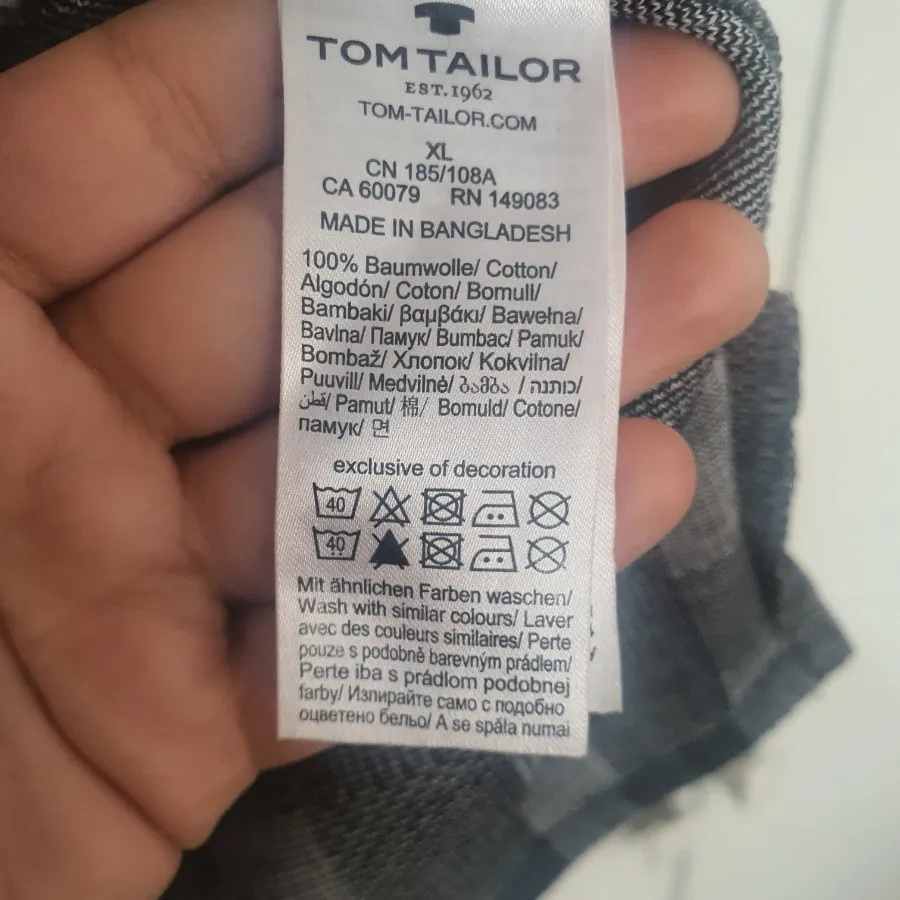 TOM TAILOR
EST.1962
TOM-TAILOR.COM
XL
CN 185/108A
CA 60079 RN 149083
MADE IN BANGLADESH
100% Baumwolle/ Cotton/
Algodón/ Coton/ Bomull/
Bambaki/ βαμβάκι/ Bawełna/
Bavlna/ Памук/ Bumbac/ Pamuk/
Bombaž/ Хлопок/ Kokvilna/
Puuvill/ Medvilnė/ ბამბა / כותנה/
قطن/ Pamut/ 棉/ Bomuld/ Cotone/
памук/ 면
exclusive of decoration
40
40
Mit ähnlichen Farben waschen/
Wash with similar colours/ Laver
avec des couleurs similaires/ Perte
pouze s podobně barevným prádlem/
Perte iba s prádlom podobnej
farby/ Изпирайте само с подобно
оцветено бельо/ A se spăla numai